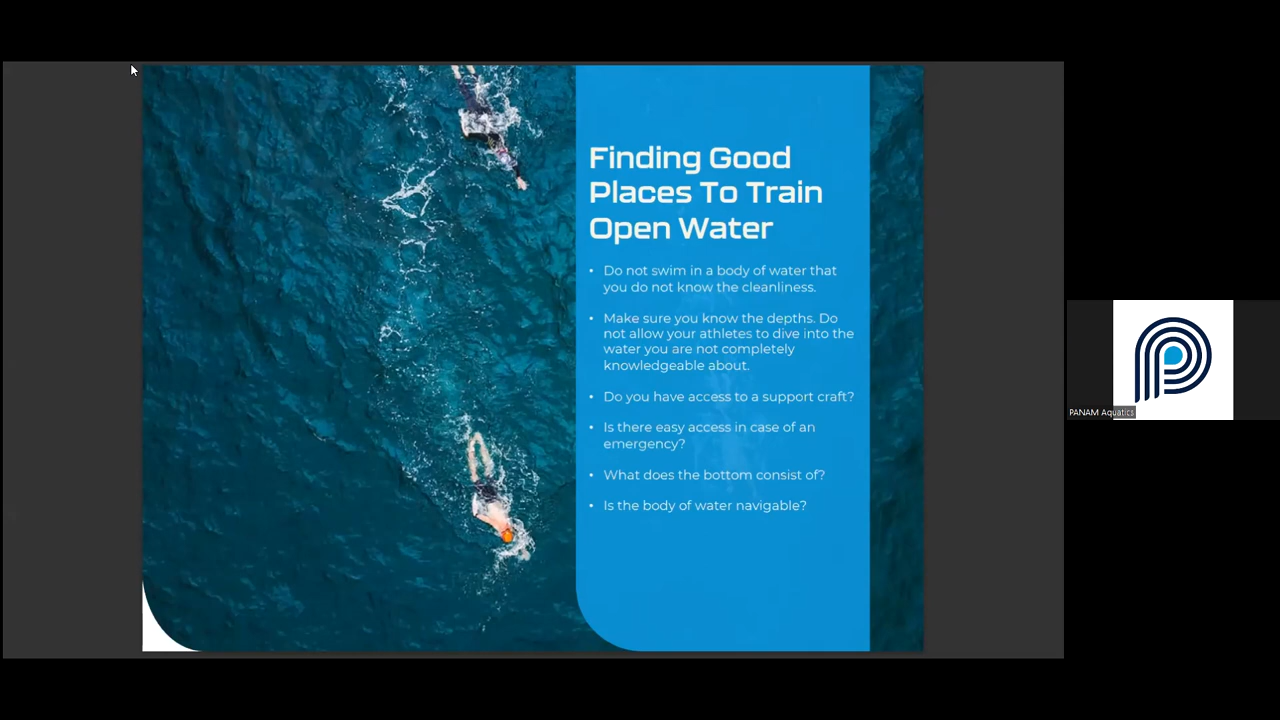 Finding Good
Places To Train
Open Water
• Do not swim in a body of water that
you do not know the cleanliness.
• Make sure you know the depths. Do
not allow your athletes to dive into the
water you are not completely
knowledgeable about.
• Do you have access to a support craft?
• Is there easy access in case of an
emergency?
• What does the bottom consist of?
• Is the body of water navigable?
PANAM Aquatics